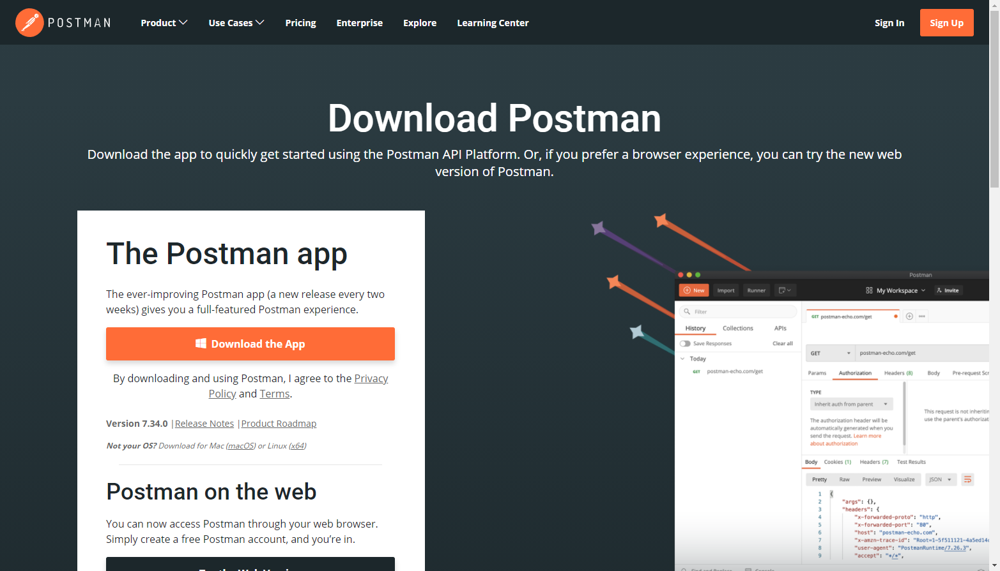 POSTMAN
Product
Use Cases
Pricing
Enterprise
Explore
Learning Center
Sign In
Sign Up
Download Postman
Download the app to quickly get started using the Postman API Platform. Or, if you prefer a browser experience, you can try the new web
version of Postman.
The Postman app
The ever-improving Postman app (a new release every two
weeks) gives you a full-featured Postman experience.
Download the App
By downloading and using Postman, I agree to the Privacy
Policy and Terms.
Version 7.34.0 |Release Notes |Product Roadmap
Not your OS? Download for Mac (macOS) or Linux (x64)
Postman on the web
You can now access Postman through your web browser.
Simply create a free Postman account, and you're in.
Postman
New
Import
Runner
My Workspace
Invite
Filter
History
Collections
APIs
Save Responses
Clear all
Today
GET postman-echo.com/get
GET postman-echo.com/get
GET
postman-echo.com/get
Params
Authorization
Headers (8)
Body
Pre-request Scr
TYPE
Inherit auth from parent
The authorization header will be
automatically generated when you
send the request. Learn more
about authorization
This request is not inheritin
use the parent's authorizat
Body
Cookies (1)
Headers (7)
Test Results
Pretty
Raw
Preview
Visualize
JSON
1 {
2 "args": {},
3 "headers": {
4 "x-forwarded-proto": "http",
5 "x-forwarded-port": "80",
6 "host": "postman-echo.com",
7 "x-amzn-trace-id": "Root=1-5f511121-4a5ed14c
8 "user-agent": "PostmanRuntime/7.26.3",
9 "accept": "*/*",